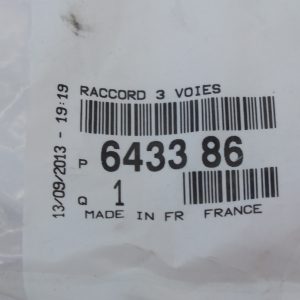 RACCORD 3 VOIES
P 6433 86
Q 1
MADE IN FR FRANCE
13/09/2013 - 19:19